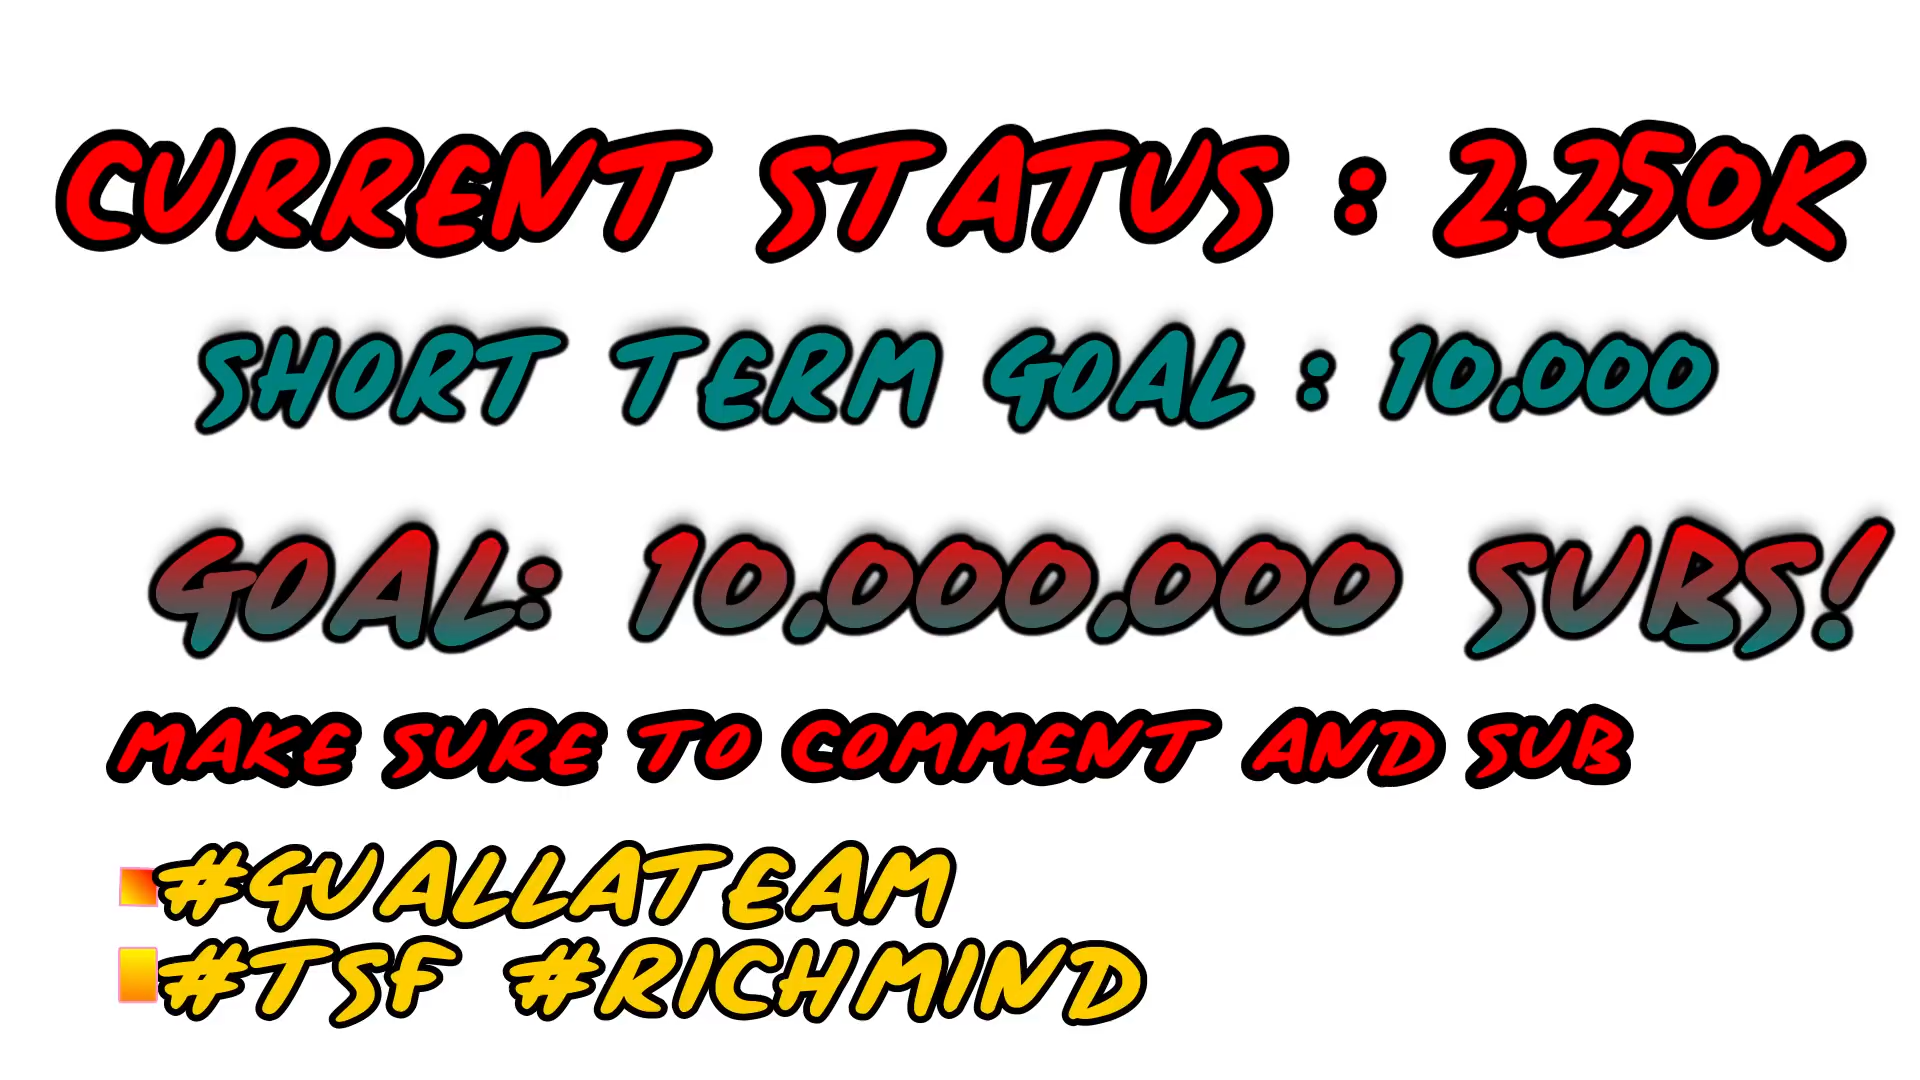 CURRENT STATUS : 2.250K
SHORT TERM GOAL : 10,000
GOAL: 10,000,000 SUBS!
MAKE SURE TO COMMENT AND SUB
#GUALLATEAM
#TSF #RICHMIND